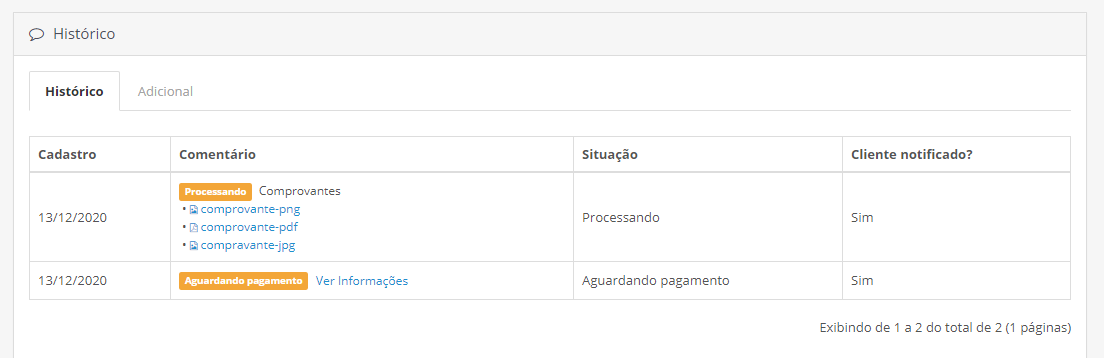 Histórico
Histórico Adicional
Cadastro Comentário Situação Cliente notificado?
13/12/2020 Processando Comprovantes Processando Sim
• comprovante-png
• comprovante-pdf
• compravante-jpg
13/12/2020 Aguardando pagamento Ver Informações Aguardando pagamento Sim
Exibindo de 1 a 2 do total de 2 (1 páginas)